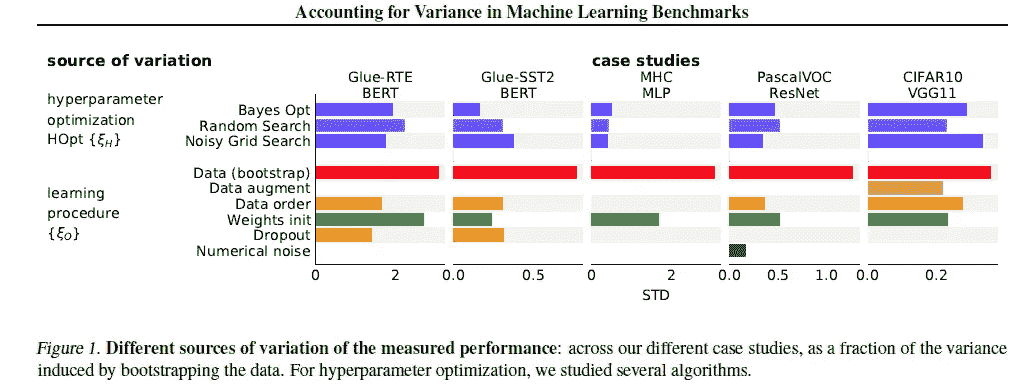 Accounting for Variance in Machine Learning Benchmarks
source of variation
case studies
Glue-RTE BERT
Glue-SST2 BERT
MHC MLP
PascalVOC ResNet
CIFAR10 VGG11
hyperparameter
optimization
HOpt {ξ_H}
Bayes Opt
Random Search
Noisy Grid Search
learning
procedure
{ξ_O}
Data (bootstrap)
Data augment
Data order
Weights init
Dropout
Numerical noise
0 2 0.0 0.5 0 2 0.0 0.5 1.0 0.0 0.2
STD
Figure 1. Different sources of variation of the measured performance: across our different case studies, as a fraction of the variance
induced by bootstrapping the data. For hyperparameter optimization, we studied several algorithms.